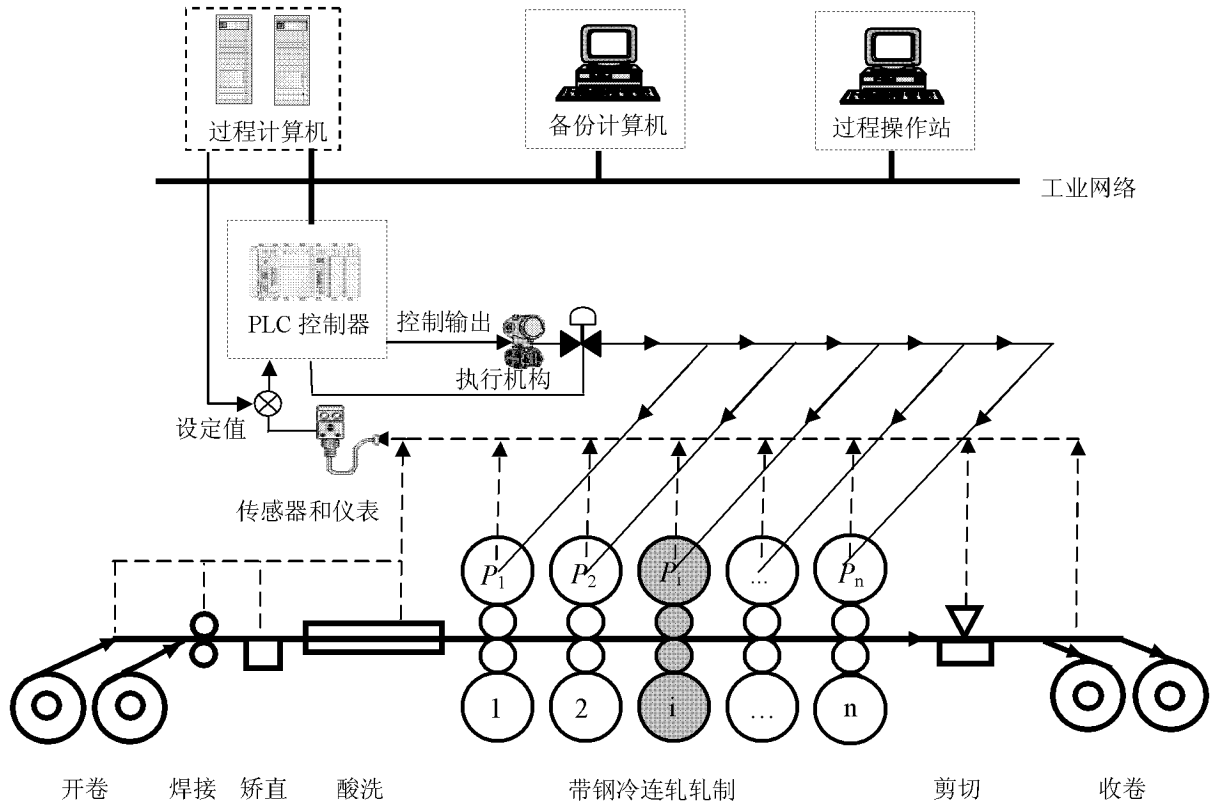 过程计算机
备份计算机
过程操作站
工业网络
PLC 控制器
控制输出
执行机构
设定值
传感器和仪表
P1
P2
Pi
...
Pn
1
2
i
...
n
开卷
焊接
矫直
酸洗
带钢冷连轧轧制
剪切
收卷